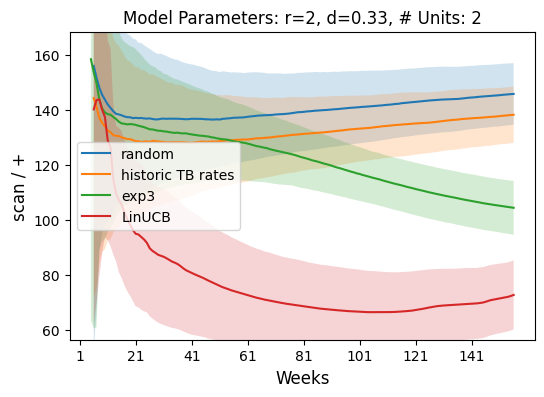 Model Parameters: r=2, d=0.33, # Units: 2
scan / +
160
140
120
100
80
60
random
historic TB rates
exp3
LinUCB
1
21
41
61
81
101
121
141
Weeks